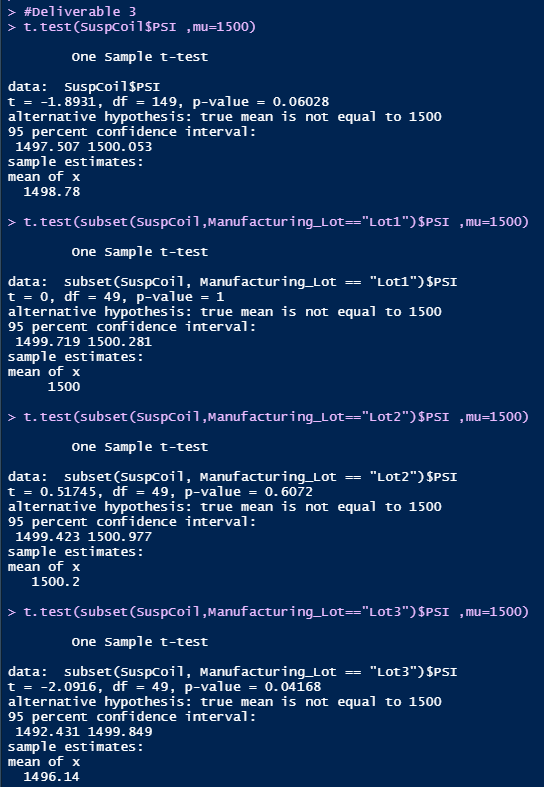 > #Deliverable 3
> t.test(SuspCoil$PSI ,mu=1500)
One Sample t-test
data:  SuspCoil$PSI
t = -1.8931, df = 149, p-value = 0.06028
alternative hypothesis: true mean is not equal to 1500
95 percent confidence interval:
1497.507 1500.053
sample estimates:
mean of x
1498.78
> t.test(subset(SuspCoil,Manufacturing_Lot=="Lot1")$PSI ,mu=1500)
One Sample t-test
data:  subset(SuspCoil, Manufacturing_Lot == "Lot1")$PSI
t = 0, df = 49, p-value = 1
alternative hypothesis: true mean is not equal to 1500
95 percent confidence interval:
1499.719 1500.281
sample estimates:
mean of x
1500
> t.test(subset(SuspCoil,Manufacturing_Lot=="Lot2")$PSI ,mu=1500)
One Sample t-test
data:  subset(SuspCoil, Manufacturing_Lot == "Lot2")$PSI
t = 0.51745, df = 49, p-value = 0.6072
alternative hypothesis: true mean is not equal to 1500
95 percent confidence interval:
1499.423 1500.977
sample estimates:
mean of x
1500.2
> t.test(subset(SuspCoil,Manufacturing_Lot=="Lot3")$PSI ,mu=1500)
One Sample t-test
data:  subset(SuspCoil, Manufacturing_Lot == "Lot3")$PSI
t = -2.0916, df = 49, p-value = 0.04168
alternative hypothesis: true mean is not equal to 1500
95 percent confidence interval:
1492.431 1499.849
sample estimates:
mean of x
1496.14